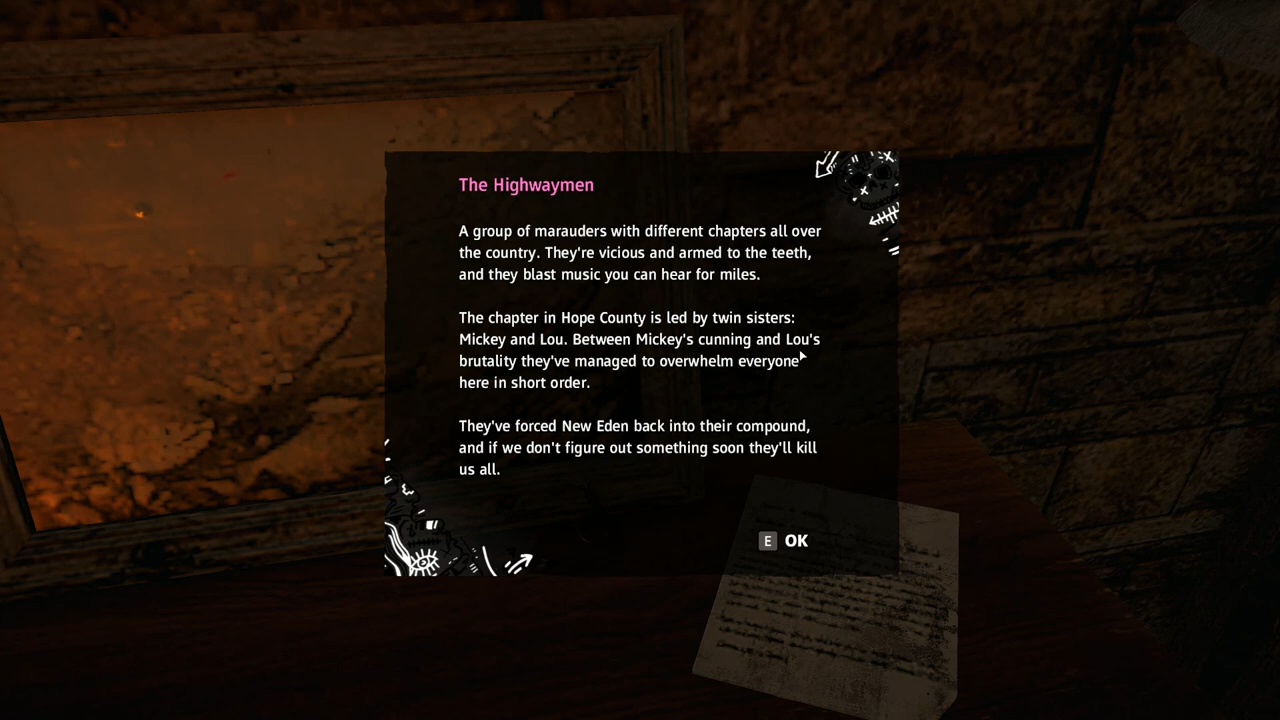 The Highwaymen
A group of marauders with different chapters all over
the country. They're vicious and armed to the teeth,
and they blast music you can hear for miles.
The chapter in Hope County is led by twin sisters:
Mickey and Lou. Between Mickey's cunning and Lou's
brutality they've managed to overwhelm everyone
here in short order.
They've forced New Eden back into their compound,
and if we don't figure out something soon they'll kill
us all.
E OK